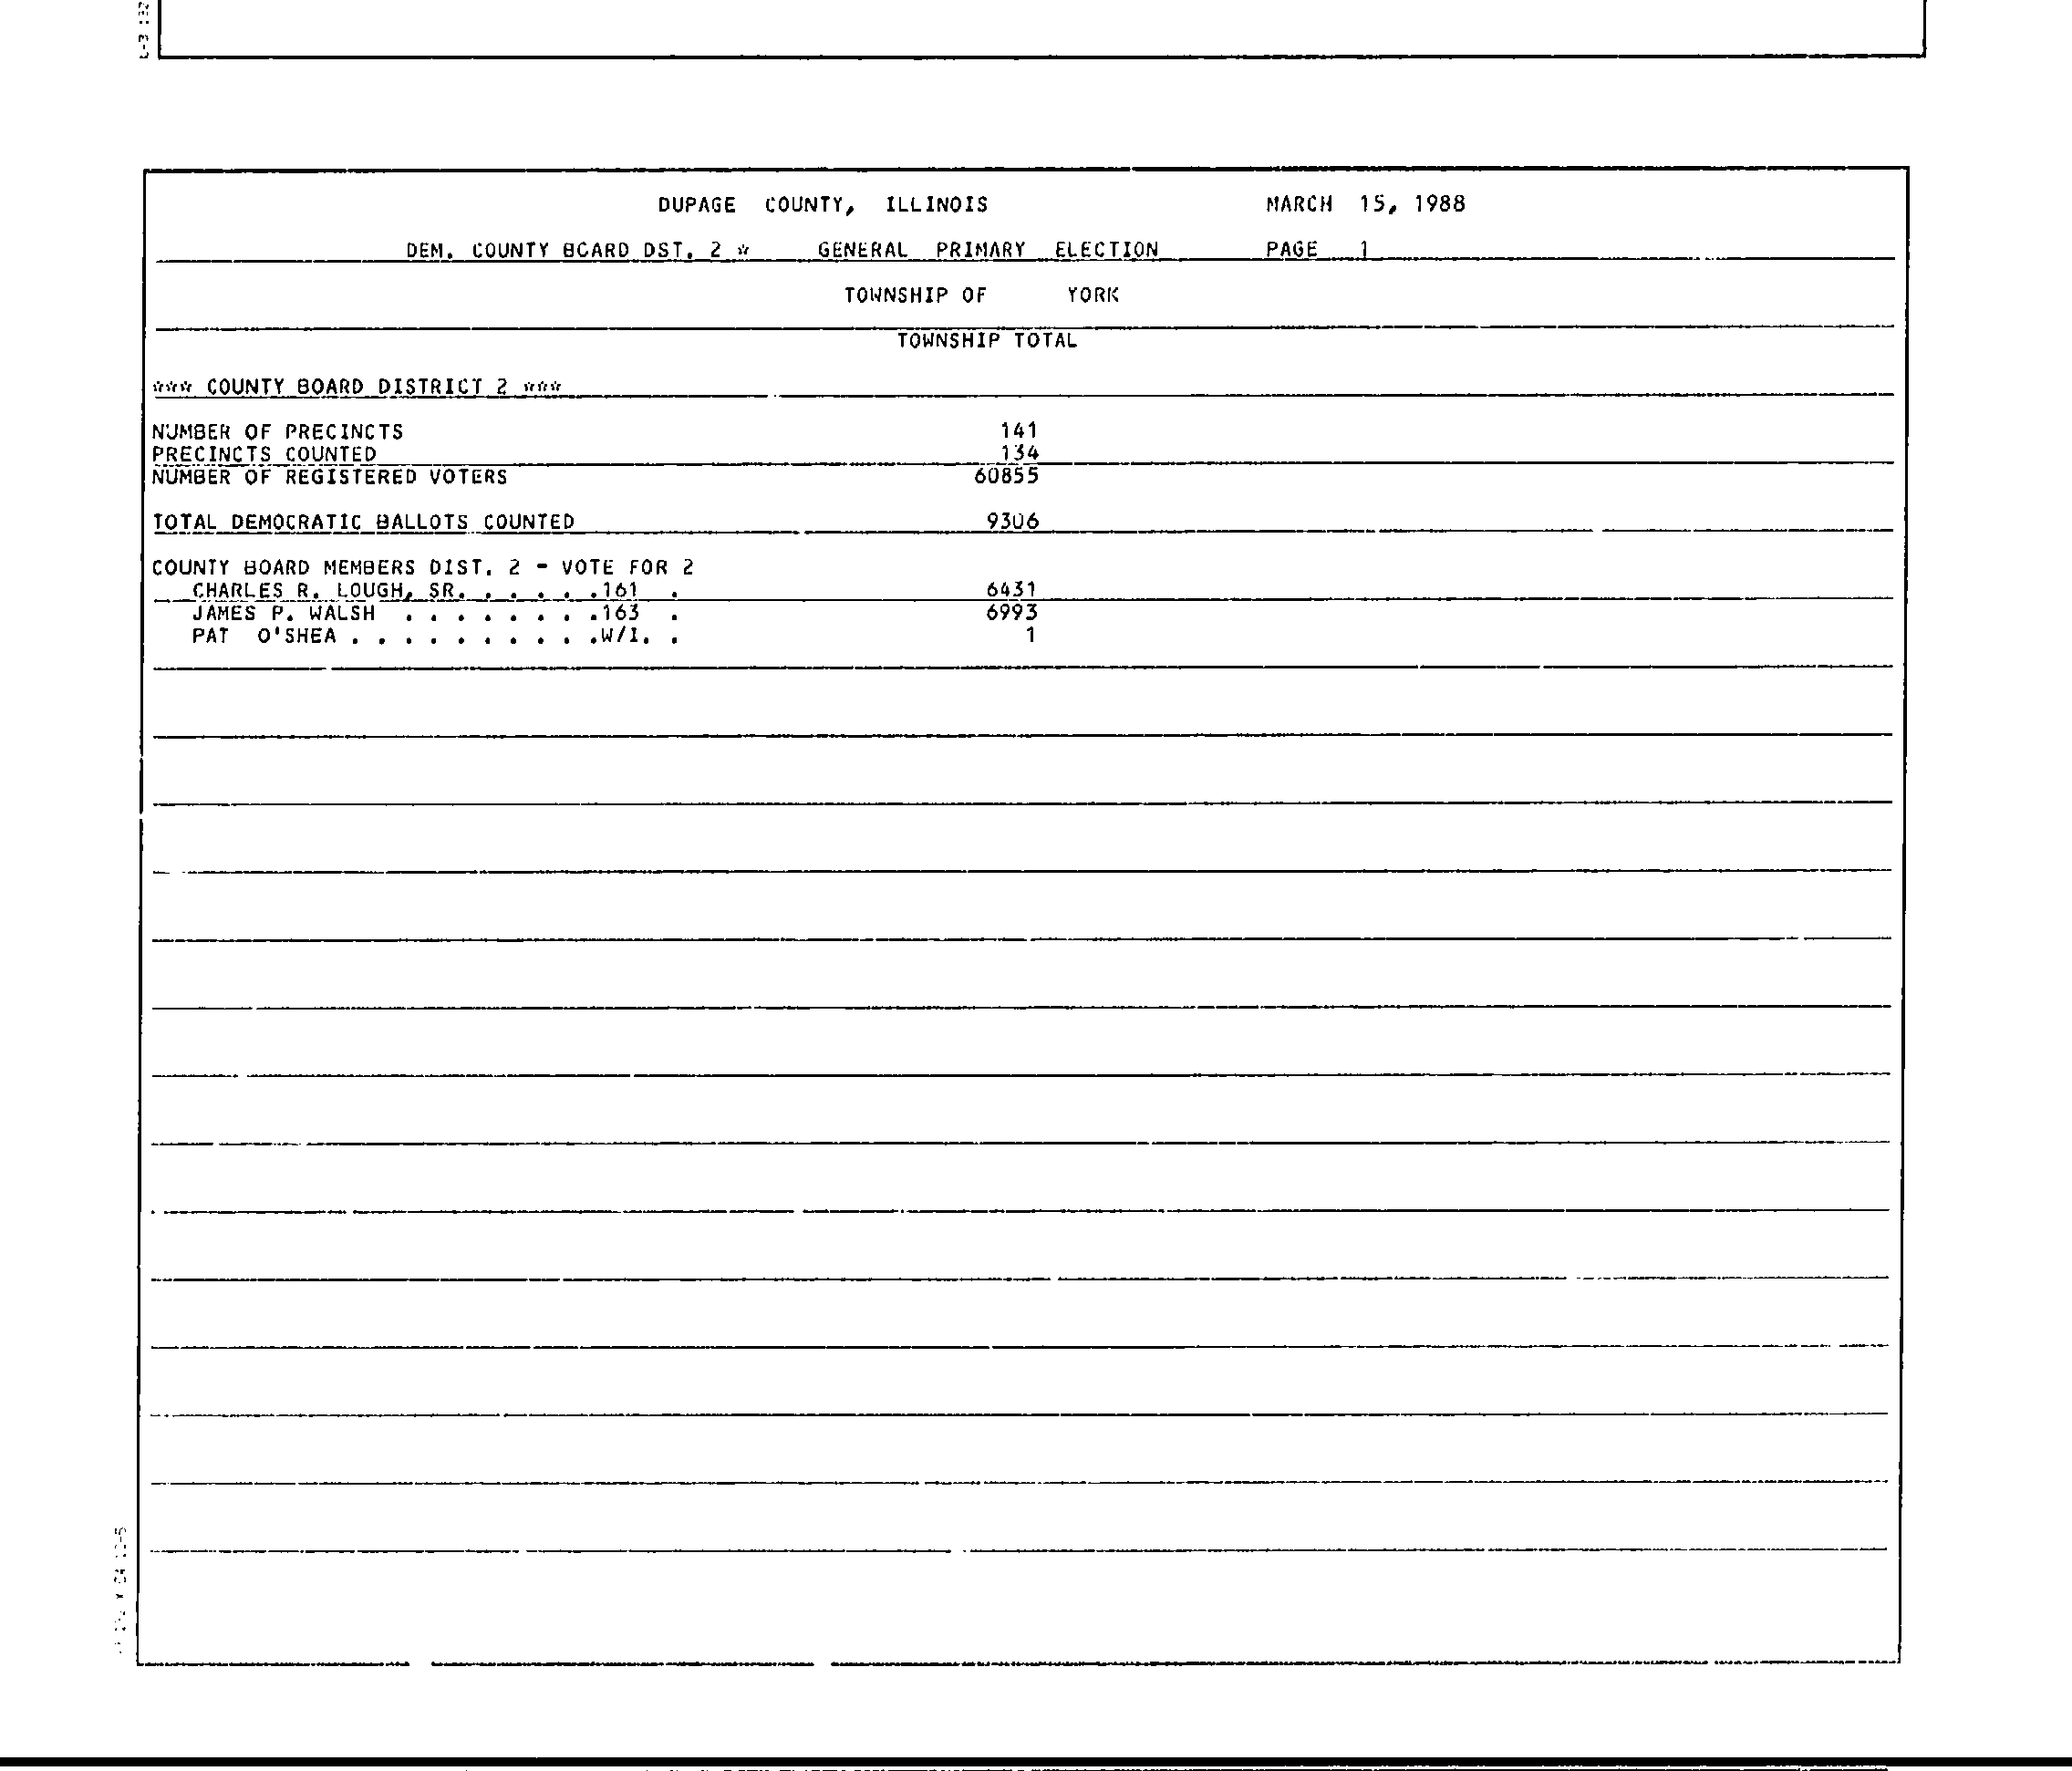 DUPAGE COUNTY, ILLINOIS MARCH 15, 1988
DEM. COUNTY BOARD DST. 2 * GENERAL PRIMARY ELECTION PAGE 1
TOWNSHIP OF YORK
TOWNSHIP TOTAL
*** COUNTY BOARD DISTRICT 2 ***
NUMBER OF PRECINCTS 141
PRECINCTS COUNTED 134
NUMBER OF REGISTERED VOTERS 60855
TOTAL DEMOCRATIC BALLOTS COUNTED 9306
COUNTY BOARD MEMBERS DIST. 2 - VOTE FOR 2
CHARLES R. LOUGH, SR. . . . . . .161 . 6431
JAMES P. WALSH . . . . . . . .163 . 6993
PAT O'SHEA . . . . . . . . . .W/I. . 1